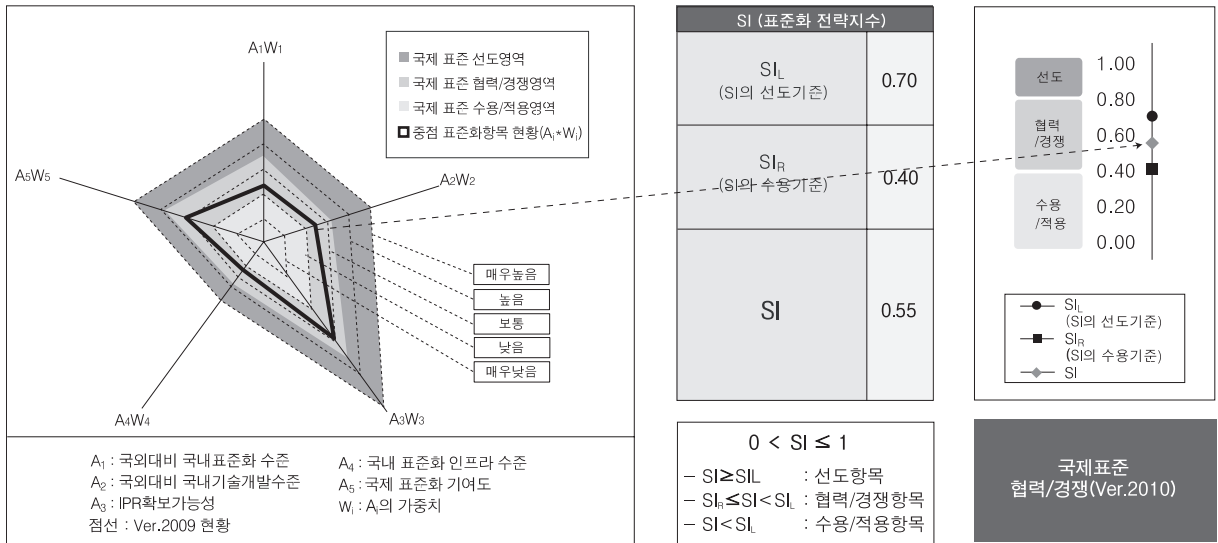 A₁W₁
A₂W₂
A₃W₃
A₄W₄
A₅W₅
국제 표준 선도영역
국제 표준 협력/경쟁영역
국제 표준 수용/적용영역
중점 표준화항목 현황(Aᵢ*Wᵢ)
매우높음
높음
보통
낮음
매우낮음
A₁ : 국외대비 국내표준화 수준
A₂ : 국외대비 국내기술개발수준
A₃ : IPR확보가능성
점선 : Ver.2009 현황
A₄ : 국내 표준화 인프라 수준
A₅ : 국제 표준화 기여도
Wᵢ : Aᵢ의 가중치
SI (표준화 전략지수)
SI_L
(SI의 선도기준)
0.70
SI_R
(SI의 수용기준)
0.40
SI
0.55
0 < SI ≤ 1
– SI≥SIL : 선도항목
– SI_R≤SI<SI_L : 협력/경쟁항목
– SI<SI_L : 수용/적용항목
선도
협력
/경쟁
수용
/적용
1.00
0.80
0.60
0.40
0.20
0.00
SI_L
(SI의 선도기준)
SI_R
(SI의 수용기준)
SI
국제표준
협력/경쟁(Ver.2010)